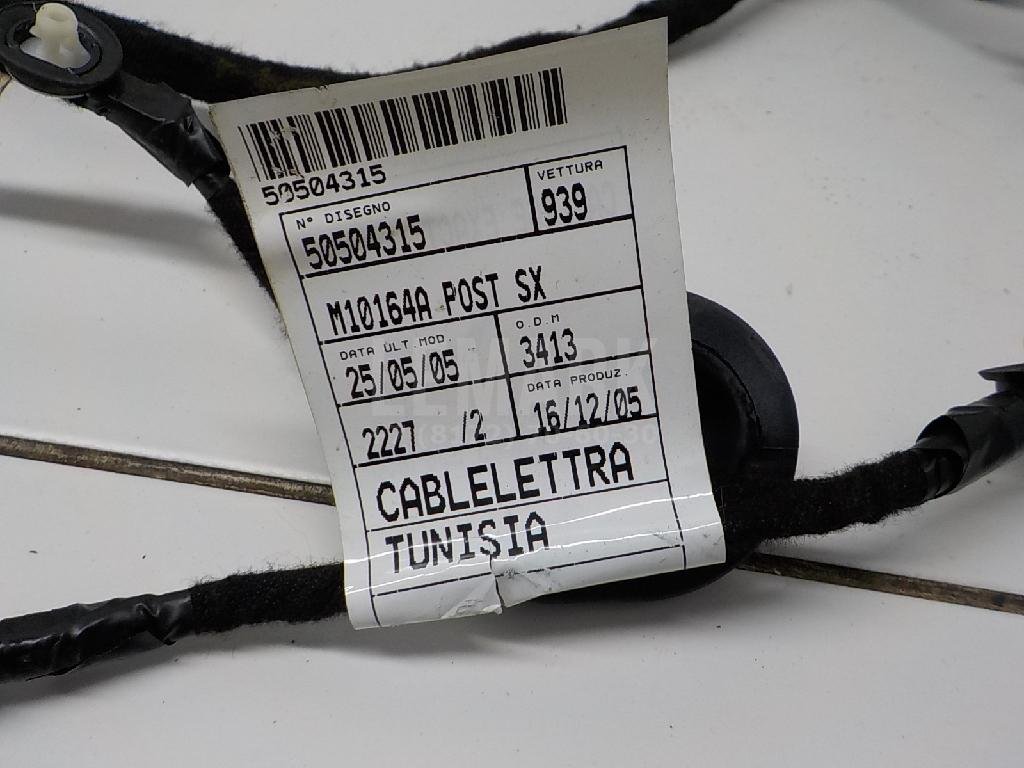 50504315
N° DISEGNO
VETTURA
50504315
939
M10164A POST SX
DATA ULT.MOD.
O.D.M
25/05/05
3413
DATA PRODUZ.
2227 /2
16/12/05
CABLELETTRA
TUNISIA